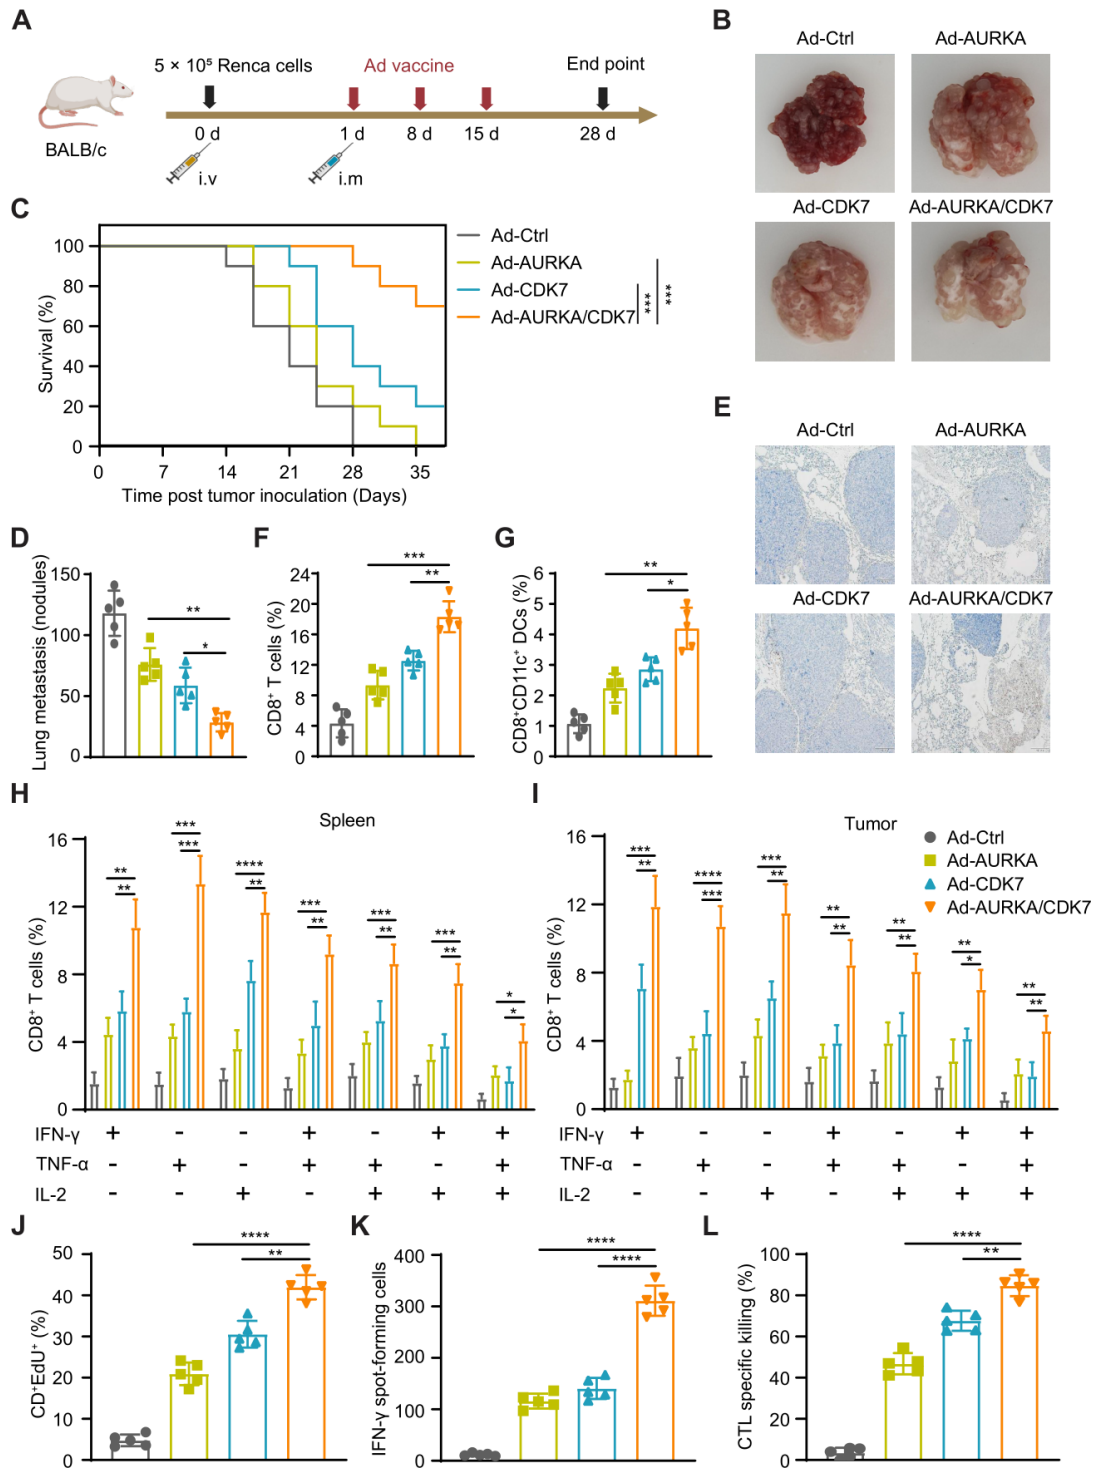 A
5 × 10⁵ Renca cells
Ad vaccine
End point
BALB/c
0 d
1 d
8 d
15 d
28 d
i.v
i.m
B
Ad-Ctrl
Ad-AURKA
Ad-CDK7
Ad-AURKA/CDK7
C
Survival (%)
100
80
60
40
20
0
0 7 14 21 28 35
Time post tumor inoculation (Days)
Ad-Ctrl
Ad-AURKA
Ad-CDK7
Ad-AURKA/CDK7
***
***
D
Lung metastasis (nodules)
150
100
50
0
**
*
E
Ad-Ctrl
Ad-AURKA
Ad-CDK7
Ad-AURKA/CDK7
F
CD8⁺ T cells (%)
24
20
16
12
8
4
0
***
**
G
CD8⁺CD11c⁺ DCs (%)
6
5
4
3
2
1
0
**
*
H
Spleen
CD8⁺ T cells (%)
16
12
8
4
0
** *** **** *** *** *** *
** *** ** ** ** ** *
IFN-γ + - - + - + +
TNF-α - + - + + - +
IL-2 - - + - + + +
I
Tumor
Ad-Ctrl
Ad-AURKA
Ad-CDK7
Ad-AURKA/CDK7
CD8⁺ T cells (%)
16
12
8
4
0
*** **** *** ** ** ** **
** *** ** ** ** * **
IFN-γ + - - + - + +
TNF-α - + - + + - +
IL-2 - - + - + + +
J
CD⁺EdU⁺ (%)
50
40
30
20
10
0
****
**
K
IFN-γ spot-forming cells
400
300
200
100
0
****
****
L
CTL specific killing (%)
100
80
60
40
20
0
****
**